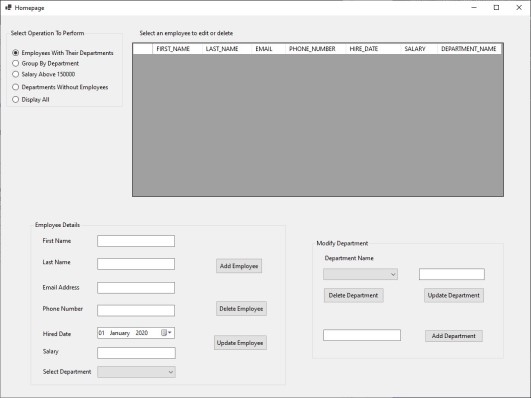 Homepage
Select Operation To Perform
Employees With Their Departments
Group By Department
Salary Above 150000
Departments Without Employees
Display All
Select an employee to edit or delete
FIRST_NAME LAST_NAME EMAIL PHONE_NUMBER HIRE_DATE SALARY DEPARTMENT_NAME
Employee Details
First Name
Last Name
Email Address
Phone Number
Hired Date 01 January 2020
Salary
Select Department
Add Employee
Delete Employee
Update Employee
Modify Department
Department Name
Delete Department Update Department
Add Department